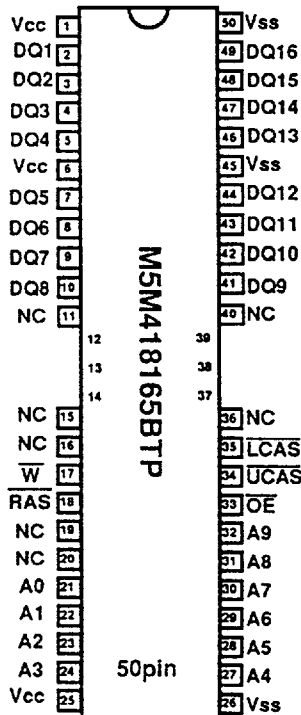 Vcc 1 50 Vss
DQ1 2 49 DQ16
DQ2 3 48 DQ15
DQ3 4 47 DQ14
DQ4 5 46 DQ13
Vcc 6 45 Vss
DQ5 7 44 DQ12
DQ6 8 43 DQ11
DQ7 9 42 DQ10
DQ8 10 41 DQ9
NC 11 40 NC
12 39
13 38
14 37
M5M418165BTP
NC 15 36 NC
NC 16 35 LCAS
W 17 34 UCAS
RAS 18 33 OE
NC 19 32 A9
NC 20 31 A8
A0 21 30 A7
A1 22 29 A6
A2 23 28 A5
A3 24 27 A4
Vcc 25 26 Vss
50pin